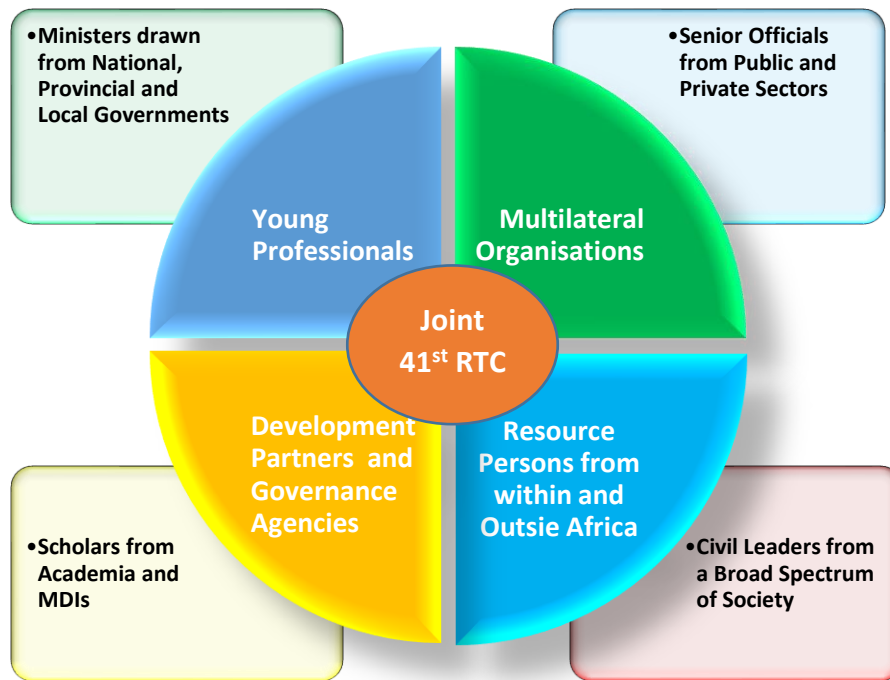 •Ministers drawn
from National,
Provincial and
Local Governments
•Senior Officials
from Public and
Private Sectors
Young
Professionals
Multilateral
Organisations
Joint
41st RTC
Development
Partners and
Governance
Agencies
Resource
Persons from
within and
Outsie Africa
•Scholars from
Academia and
MDIs
•Civil Leaders from
a Broad Spectrum
of Society